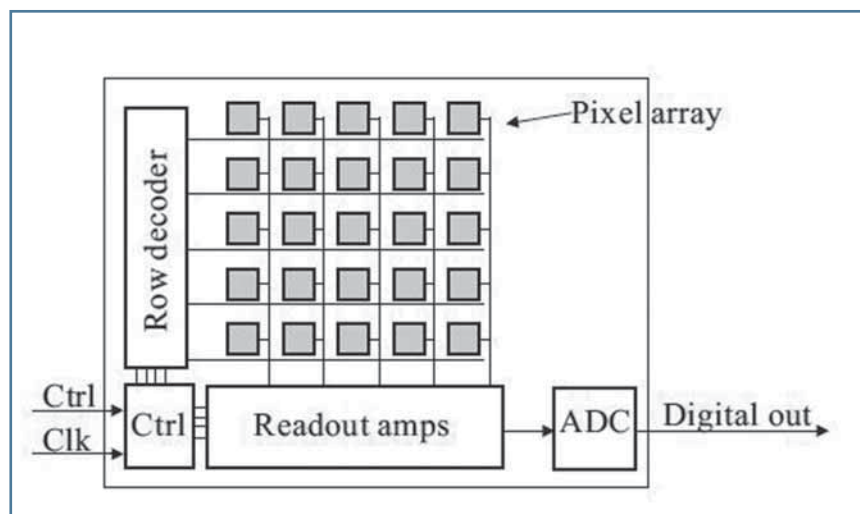 Pixel array
Row decoder
Ctrl
Clk
Ctrl
Readout amps
ADC
Digital out